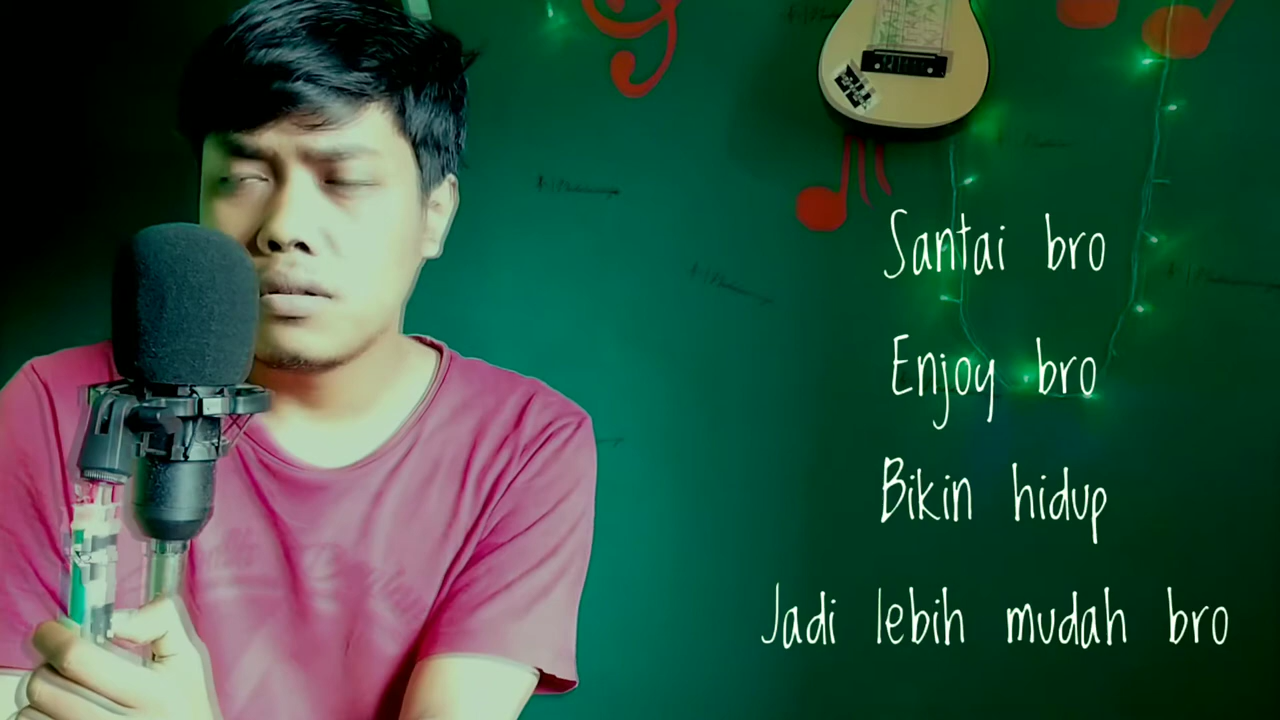 Santai bro
Enjoy bro
Bikin hidup
Jadi lebih mudah bro